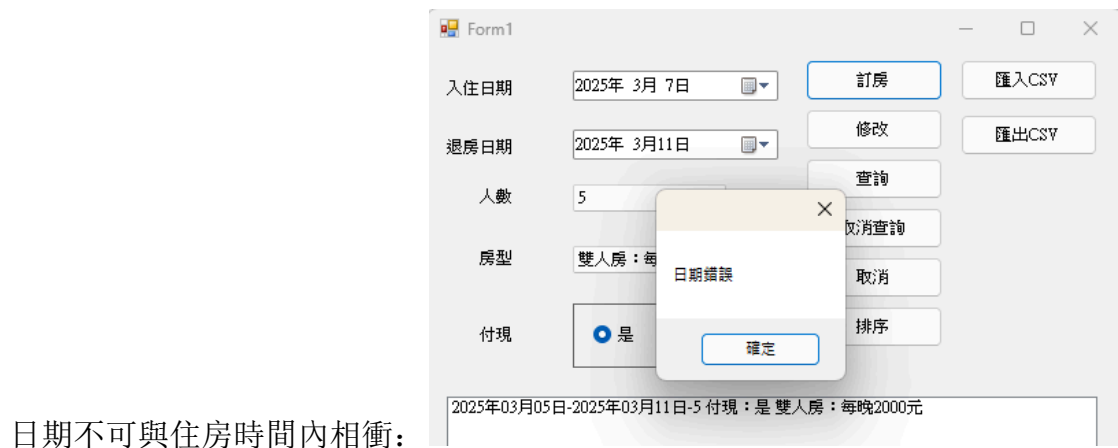 Form1
入住日期 2025年 3月 7日 訂房 匯入CSV
退房日期 2025年 3月11日 修改 匯出CSV
人數 5 查詢
取消查詢
房型 雙人房：每
日期錯誤
取消
付現 是 排序
確定
2025年03月05日-2025年03月11日-5 付現：是 雙人房：每晚2000元
日期不可與住房時間內相衝：